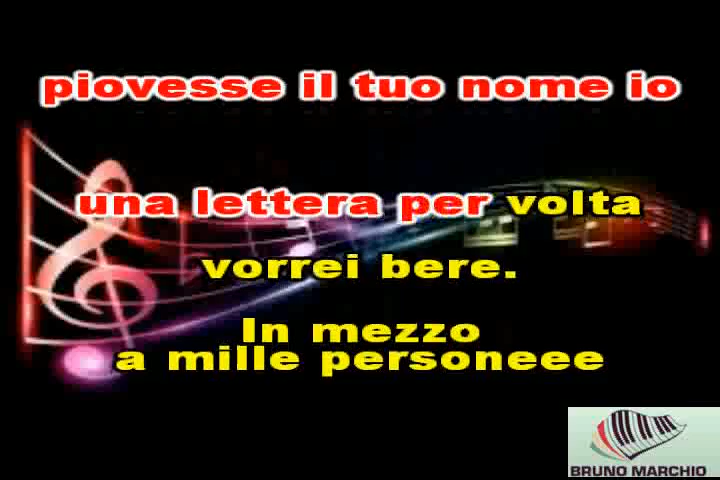 piovesse il tuo nome io
una lettera per volta
vorrei bere.
In mezzo
a mille personeee
BRUNO MARCHIO